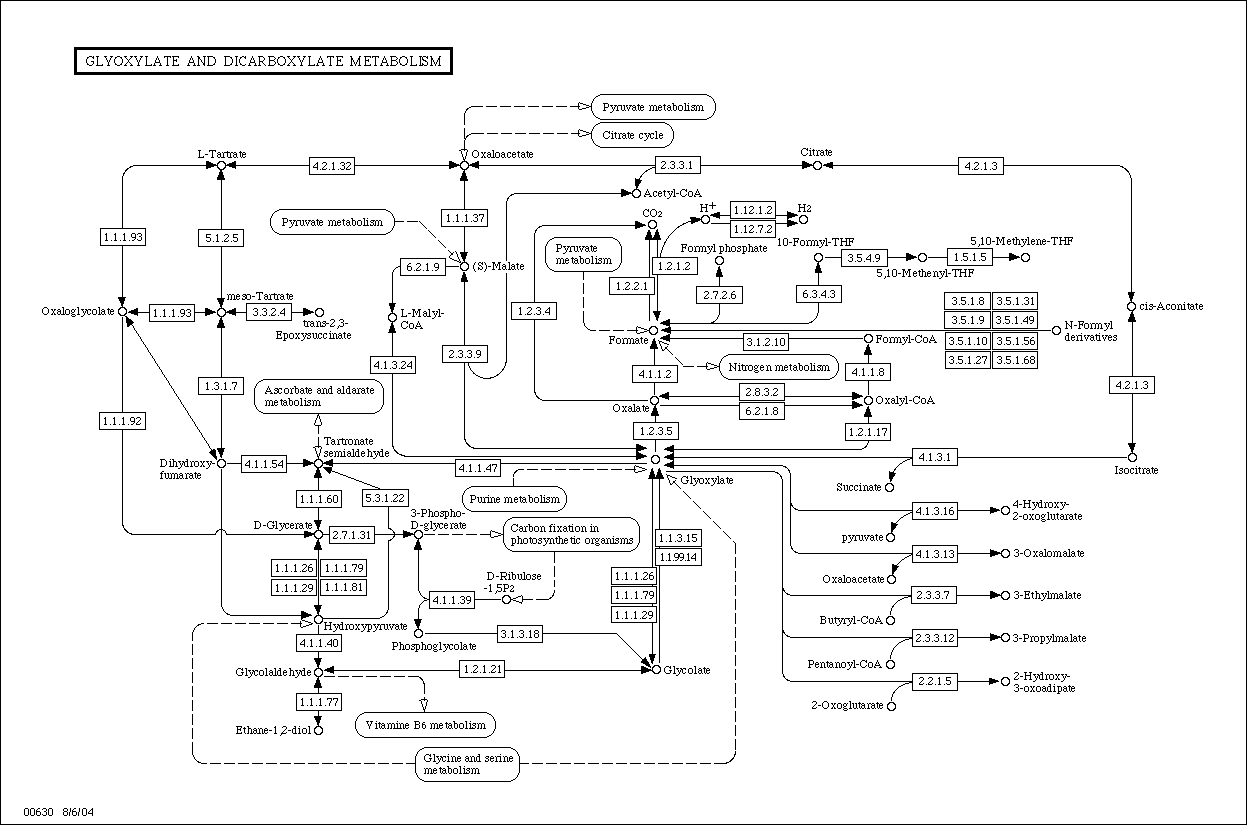 GLYOXYLATE AND DICARBOXYLATE METABOLISM
Pyruvate metabolism
Citrate cycle
L-Tartrate
4.2.1.32
Oxaloacetate
2.3.3.1
Citrate
4.2.1.3
Acetyl-CoA
CO2
H+
1.12.1.2
1.12.7.2
H2
1.1.1.93
5.1.2.5
Pyruvate metabolism
1.1.1.37
Pyruvate
metabolism
Formyl phosphate
10-Formyl-THF
5,10-Methylene-THF
3.5.4.9
1.5.1.5
5,10-Methenyl-THF
6.2.1.9
(S)-Malate
1.2.1.2
1.2.2.1
2.7.2.6
6.3.4.3
meso-Tartrate
Oxaloglycolate
1.1.1.93
3.3.2.4
trans-2,3-
Epoxysuccinate
L-Malyl-
CoA
1.2.3.4
3.5.1.8
3.5.1.31
3.5.1.9
3.5.1.49
3.5.1.10
3.5.1.56
3.5.1.27
3.5.1.68
N-Formyl
derivatives
cis-Aconitate
Formate
3.1.2.10
Formyl-CoA
4.1.3.24
2.3.3.9
Nitrogen metabolism
4.1.1.2
4.1.1.8
1.3.1.7
Ascorbate and aldarate
metabolism
2.8.3.2
6.2.1.8
Oxalate
Oxalyl-CoA
4.2.1.3
1.1.1.92
1.2.3.5
1.2.1.17
Tartronate
semialdehyde
Dihydroxy-
fumarate
4.1.1.54
4.1.1.47
4.1.3.1
Isocitrate
Glyoxylate
Succinate
1.1.1.60
5.3.1.22
Purine metabolism
3-Phospho-
D-glycerate
4.1.3.16
4-Hydroxy-
2-oxoglutarate
D-Glycerate
2.7.1.31
Carbon fixation in
photosynthetic organisms
pyruvate
1.1.3.15
1.1.99.14
4.1.3.13
3-Oxalomalate
1.1.1.26
1.1.1.79
1.1.1.29
1.1.1.81
D-Ribulose
-1,5P2
1.1.1.26
1.1.1.79
1.1.1.29
Oxaloacetate
4.1.1.39
2.3.3.7
3-Ethylmalate
Hydroxypyruvate
Butyryl-CoA
4.1.1.40
Phosphoglycolate
3.1.3.18
2.3.3.12
3-Propylmalate
Glycolaldehyde
1.2.1.21
Glycolate
Pentanoyl-CoA
2.2.1.5
2-Hydroxy-
3-oxoadipate
1.1.1.77
2-Oxoglutarate
Ethane-1,2-diol
Vitamine B6 metabolism
Glycine and serine
metabolism
00630 8/6/04